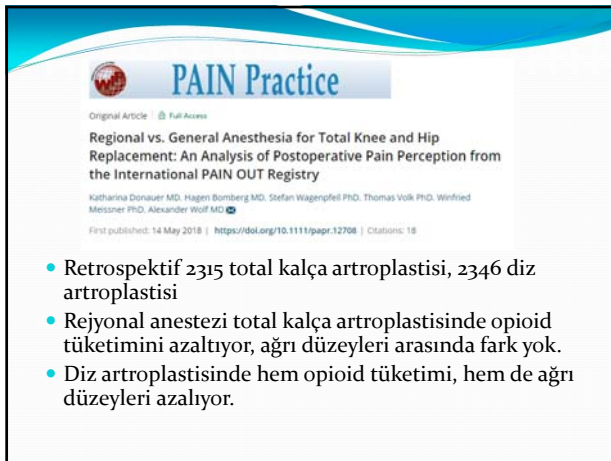 PAIN Practice
Original Article | Full Access
Regional vs. General Anesthesia for Total Knee and Hip
Replacement: An Analysis of Postoperative Pain Perception from
the International PAIN OUT Registry
Katharina Donauer MD, Hagen Bomberg MD, Stefan Wagenpfeil PhD, Thomas Volk PhD, Winfried
Meissner PhD, Alexander Wolf MD
First published: 14 May 2018 | https://doi.org/10.1111/papr.12708 | Citations: 18
• Retrospektif 2315 total kalça artroplastisi, 2346 diz
artroplastisi
• Rejyonal anestezi total kalça artroplastisinde opioid
tüketimini azaltıyor, ağrı düzeyleri arasında fark yok.
• Diz artroplastisinde hem opioid tüketimi, hem de ağrı
düzeyleri azalıyor.